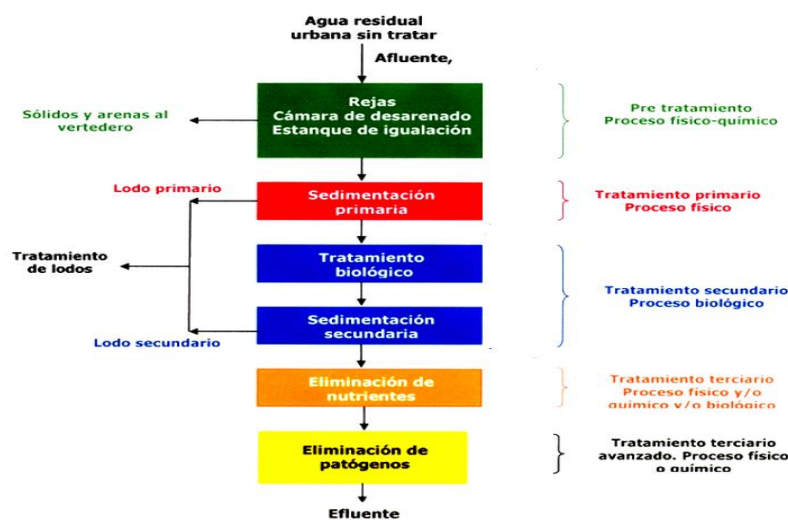 Agua residual
urbana sin tratar
Afluente,
Rejas
Cámara de desarenado
Estanque de igualación
Sólidos y arenas al
vertedero
Pre tratamiento
Proceso físico-químico
Lodo primario
Sedimentación
primaria
Tratamiento primario
Proceso físico
Tratamiento
de lodos
Tratamiento
biológico
Tratamiento secundario
Proceso biológico
Lodo secundario
Sedimentación
secundaria
Eliminación de
nutrientes
Tratamiento terciario
Proceso físico y/o
químico y/o biológico
Eliminación de
patógenos
Tratamiento terciario
avanzado. Proceso físico
o químico
Efluente